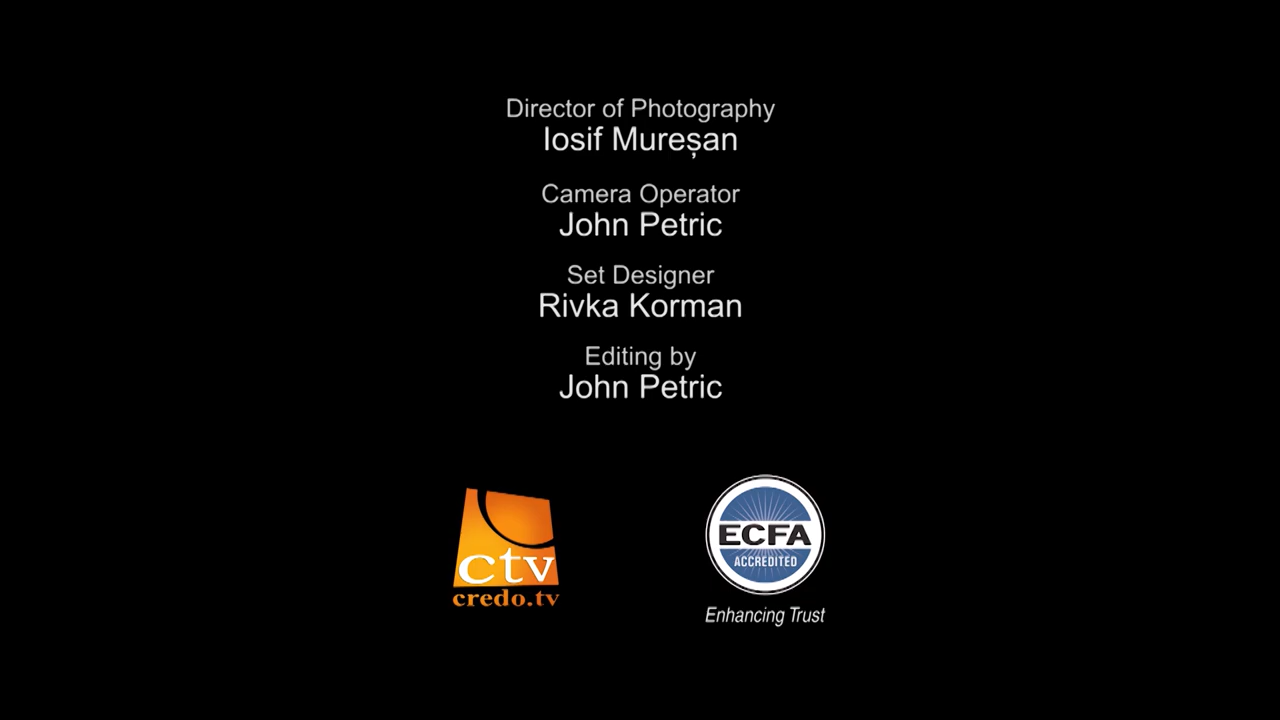 Director of Photography
Iosif Mureșan
Camera Operator
John Petric
Set Designer
Rivka Korman
Editing by
John Petric
ctv
credo.tv
ECFA
ACCREDITED
Enhancing Trust